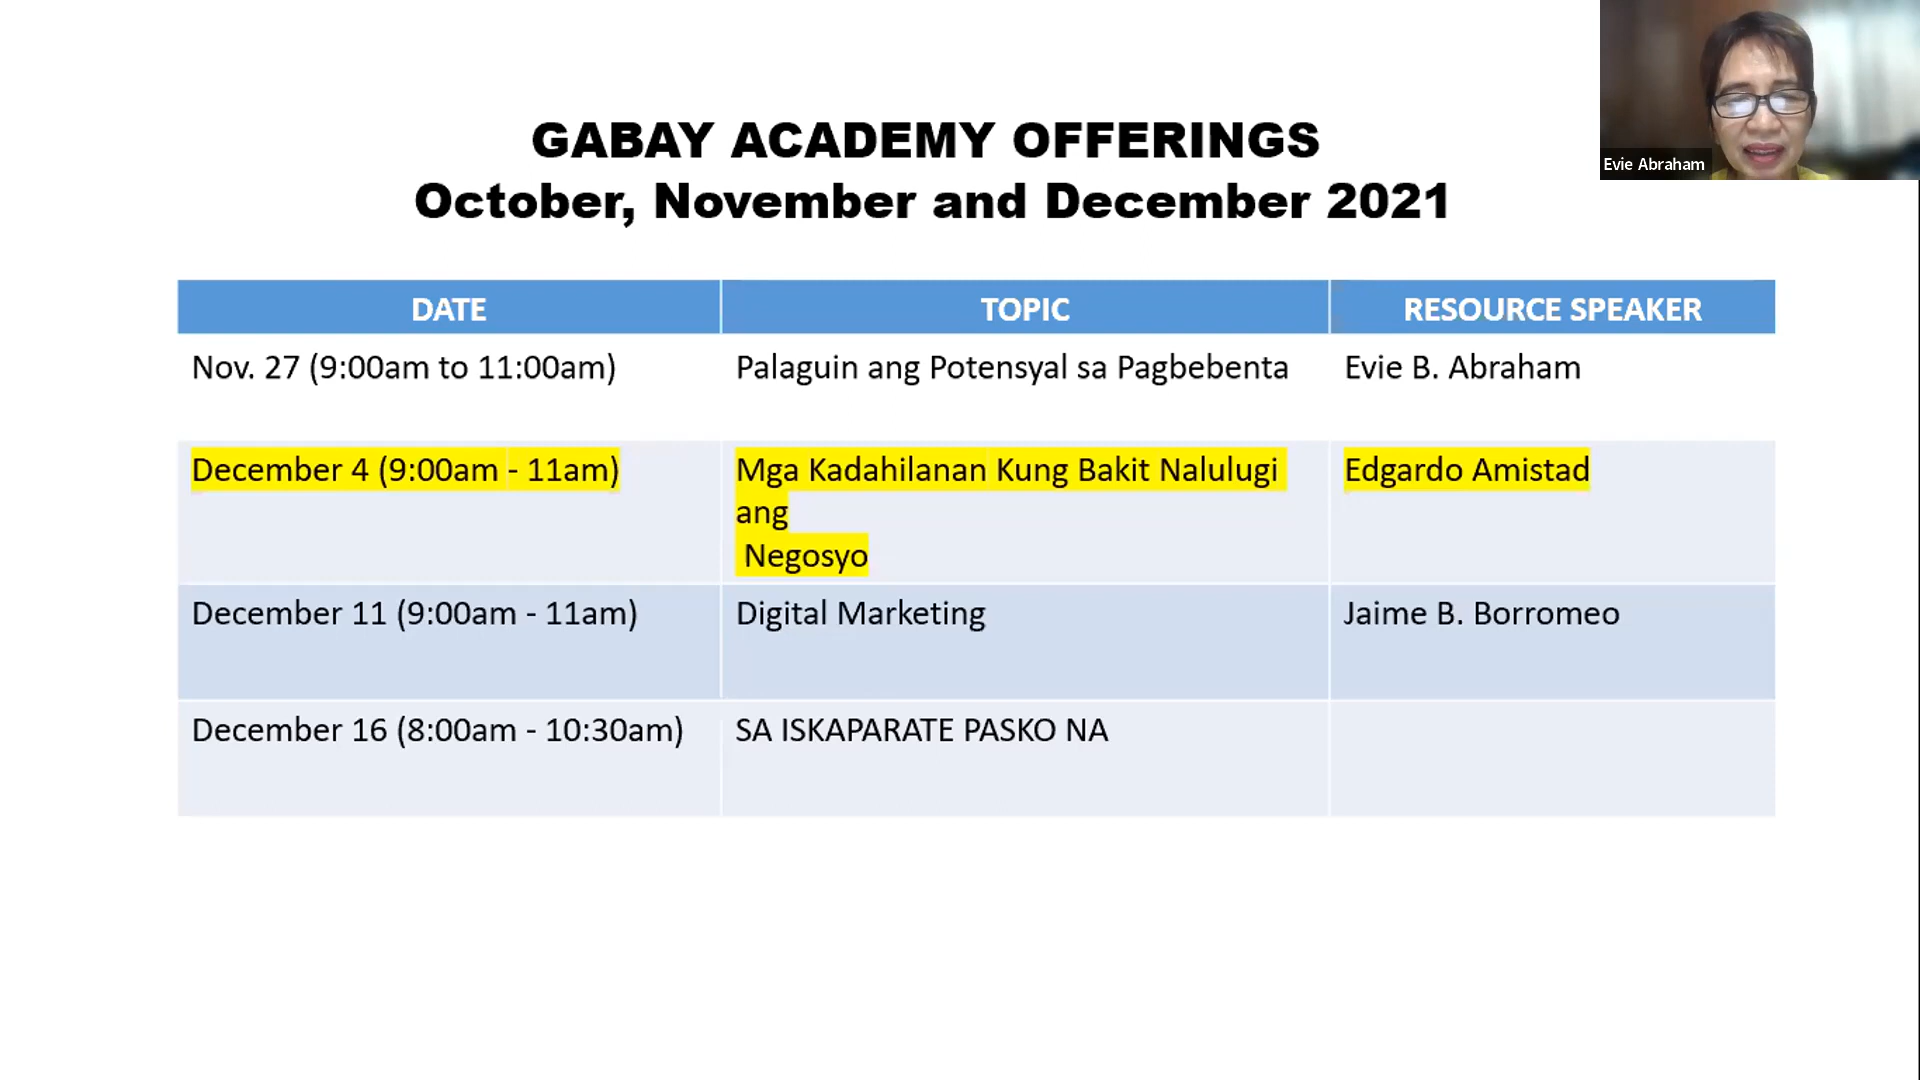 GABAY ACADEMY OFFERINGS
October, November and December 2021
Evie Abraham
DATE TOPIC RESOURCE SPEAKER
Nov. 27 (9:00am to 11:00am) Palaguin ang Potensyal sa Pagbebenta Evie B. Abraham
December 4 (9:00am - 11am) Mga Kadahilanan Kung Bakit Nalulugi Edgardo Amistad
ang
Negosyo
December 11 (9:00am - 11am) Digital Marketing Jaime B. Borromeo
December 16 (8:00am - 10:30am) SA ISKAPARATE PASKO NA